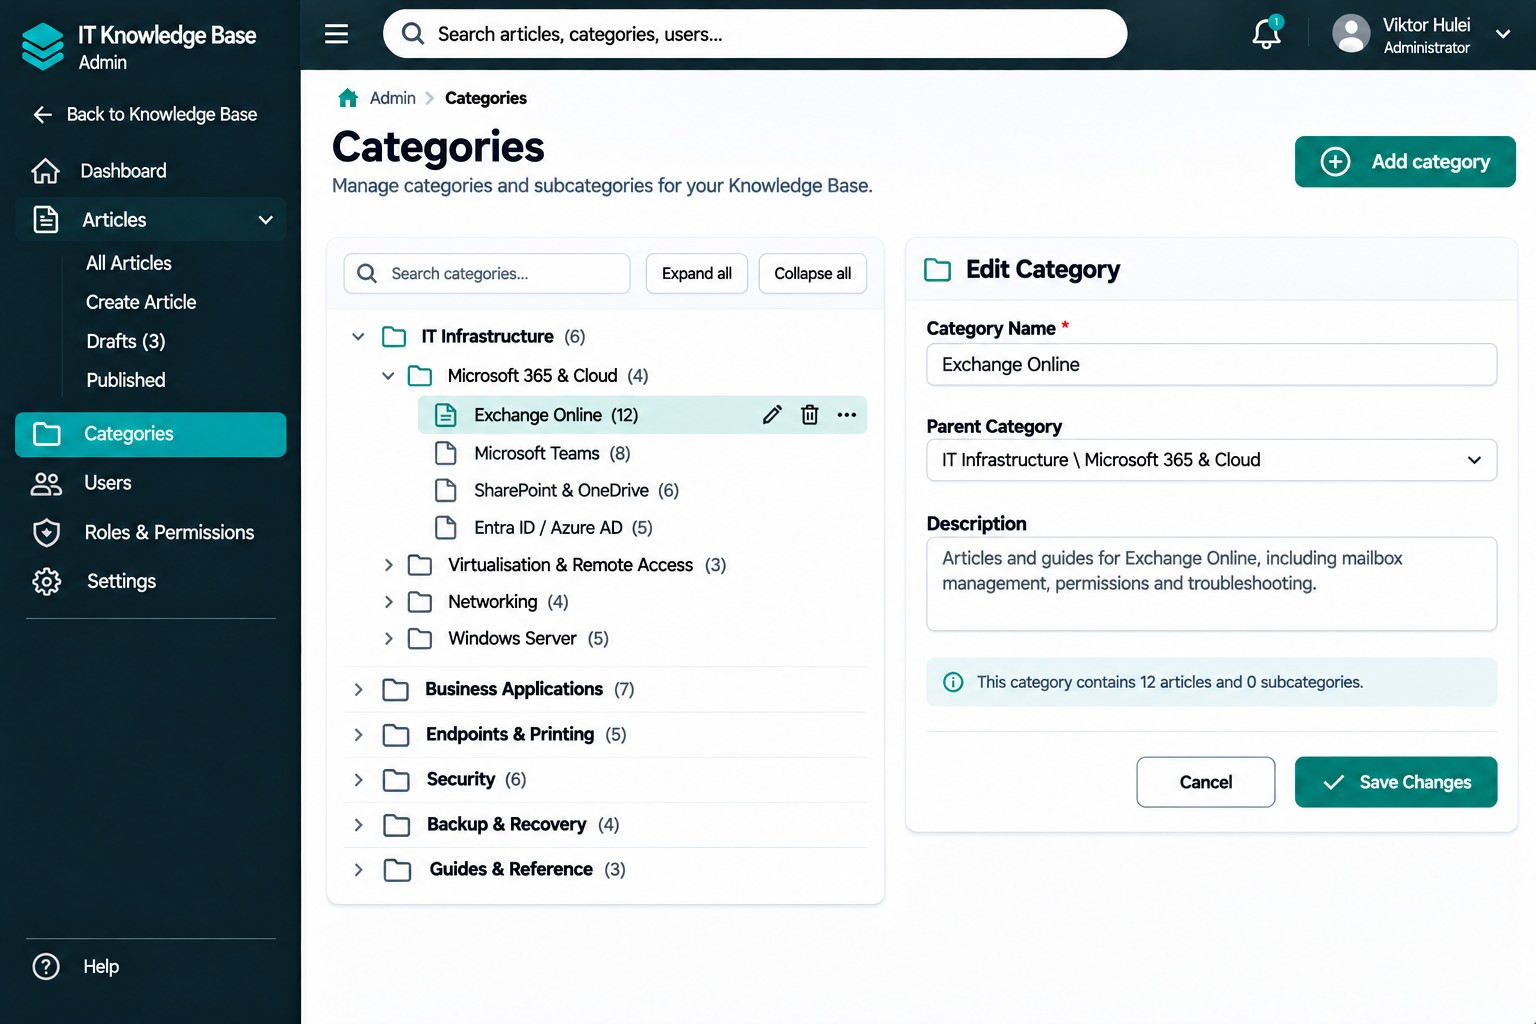 IT Knowledge Base
Admin
Back to Knowledge Base
Dashboard
Articles
All Articles
Create Article
Drafts (3)
Published
Categories
Users
Roles & Permissions
Settings
Help
Search articles, categories, users...
1
Viktor Hulei
Administrator
Admin
Categories
Categories
Manage categories and subcategories for your Knowledge Base.
Add category
Search categories...
Expand all
Collapse all
IT Infrastructure (6)
Microsoft 365 & Cloud (4)
Exchange Online (12)
Microsoft Teams (8)
SharePoint & OneDrive (6)
Entra ID / Azure AD (5)
Virtualisation & Remote Access (3)
Networking (4)
Windows Server (5)
Business Applications (7)
Endpoints & Printing (5)
Security (6)
Backup & Recovery (4)
Guides & Reference (3)
Edit Category
Category Name *
Exchange Online
Parent Category
IT Infrastructure \ Microsoft 365 & Cloud
Description
Articles and guides for Exchange Online, including mailbox
management, permissions and troubleshooting.
This category contains 12 articles and 0 subcategories.
Cancel
Save Changes